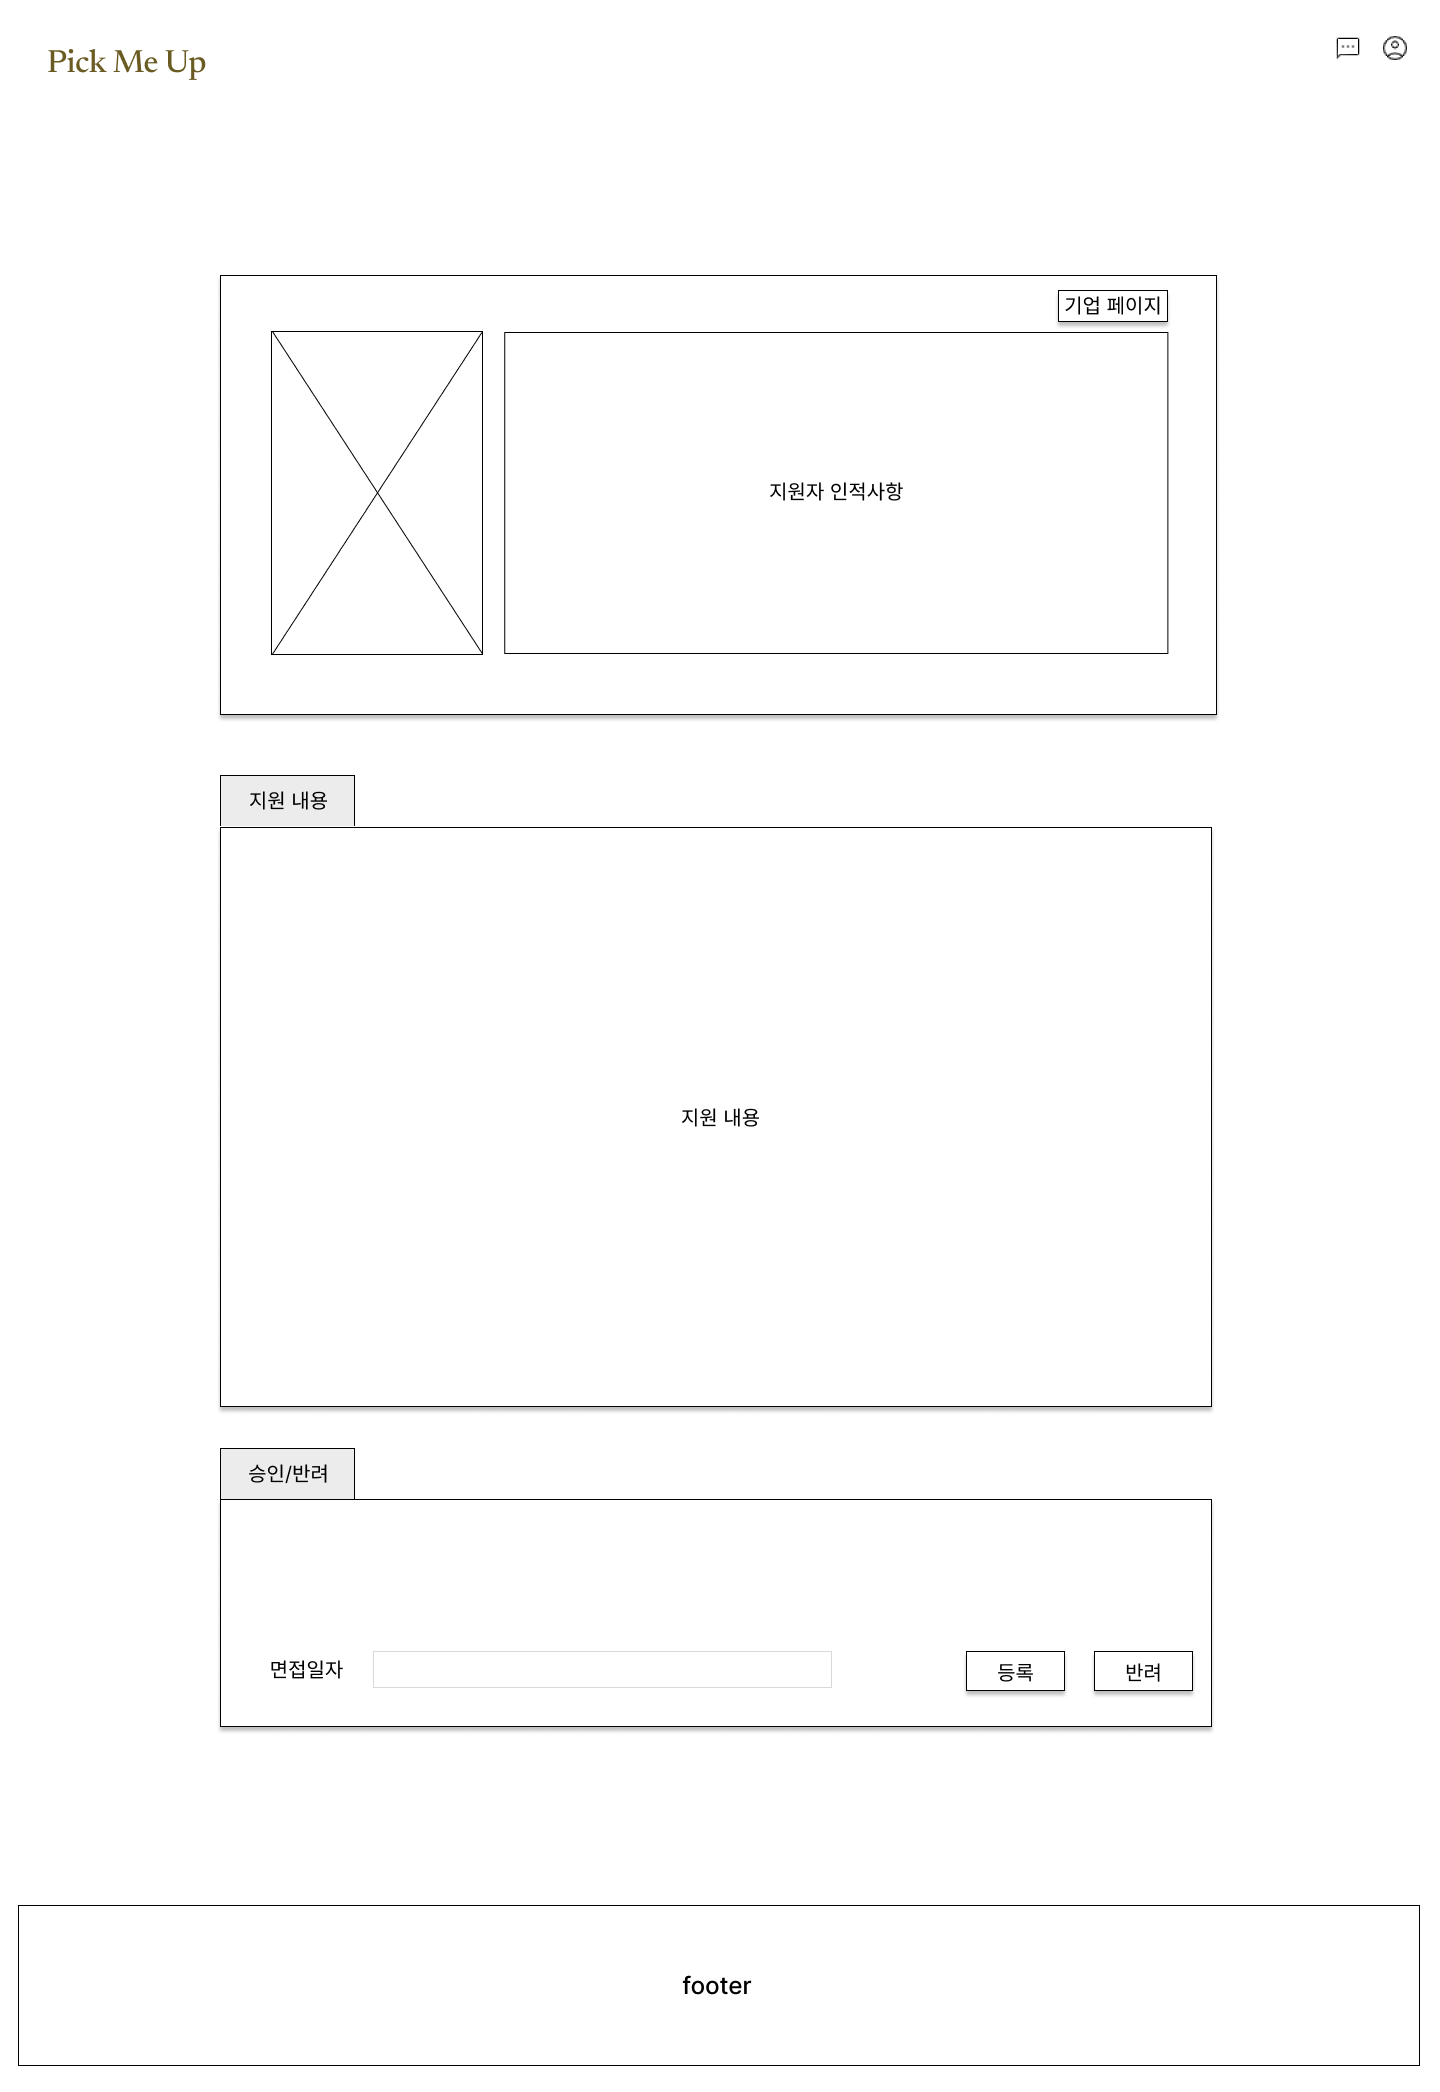 Pick Me Up
기업 페이지
지원자 인적사항
지원 내용
지원 내용
승인/반려
면접일자
등록
반려
footer